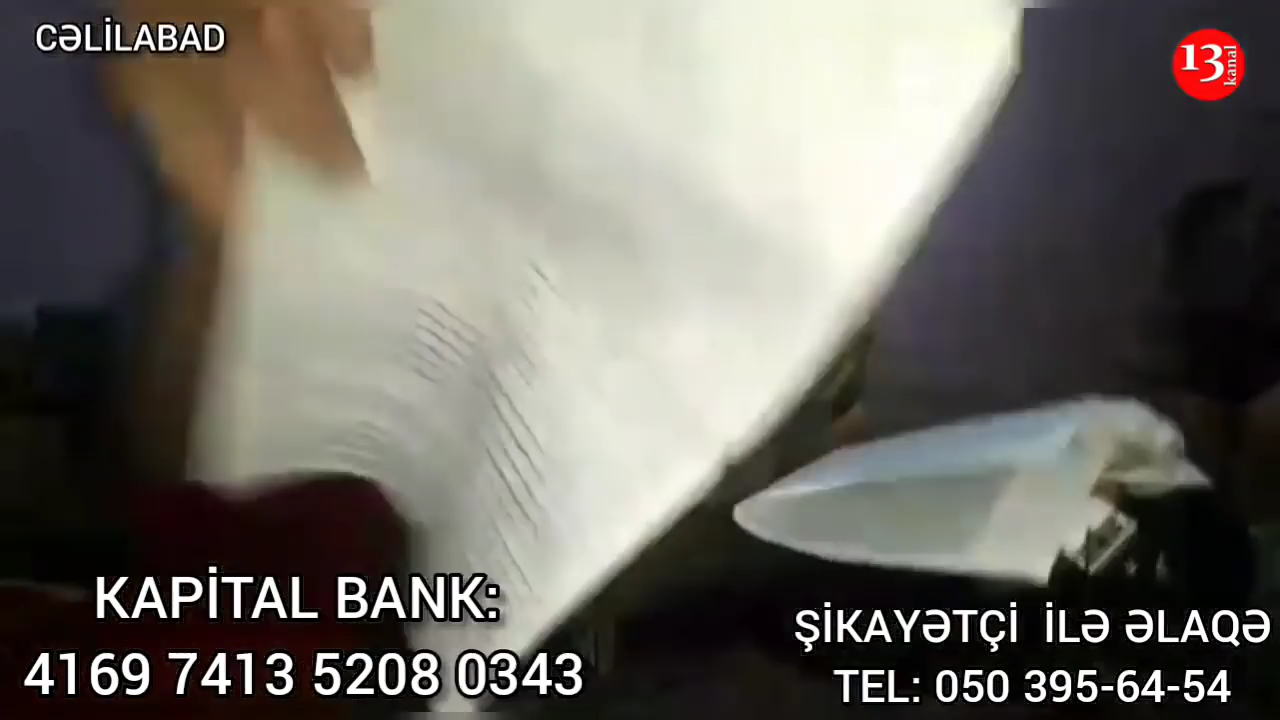 CƏLİLABAD
13
kanal
KAPİTAL BANK:
4169 7413 5208 0343
ŞİKAYƏTÇİ İLƏ ƏLAQƏ
TEL: 050 395-64-54